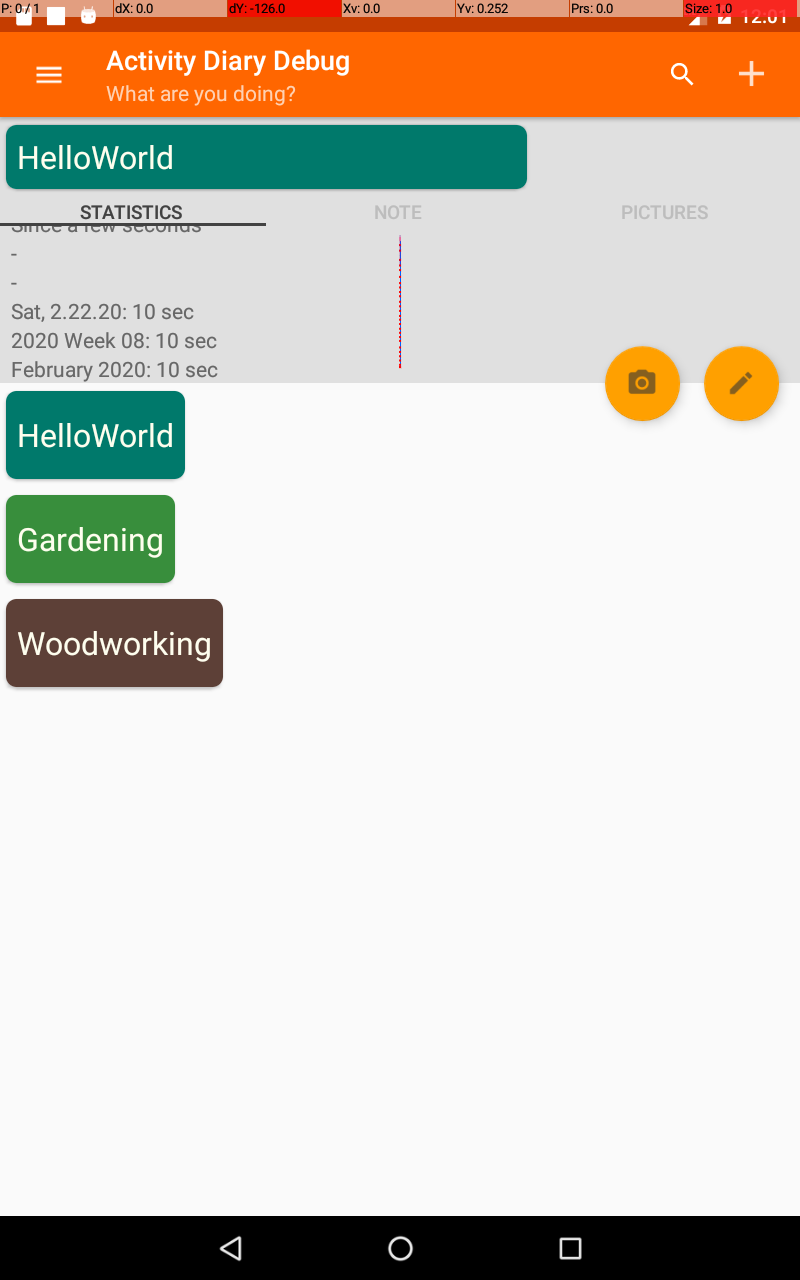 P: 0 / 1 dX: 0.0 dY: -126.0 Xv: 0.0 Yv: 0.252 Prs: 0.0 Size: 1.0
12:01
Activity Diary Debug
What are you doing?
HelloWorld
STATISTICS NOTE PICTURES
Since a few seconds
-
-
Sat, 2.22.20: 10 sec
2020 Week 08: 10 sec
February 2020: 10 sec
HelloWorld
Gardening
Woodworking